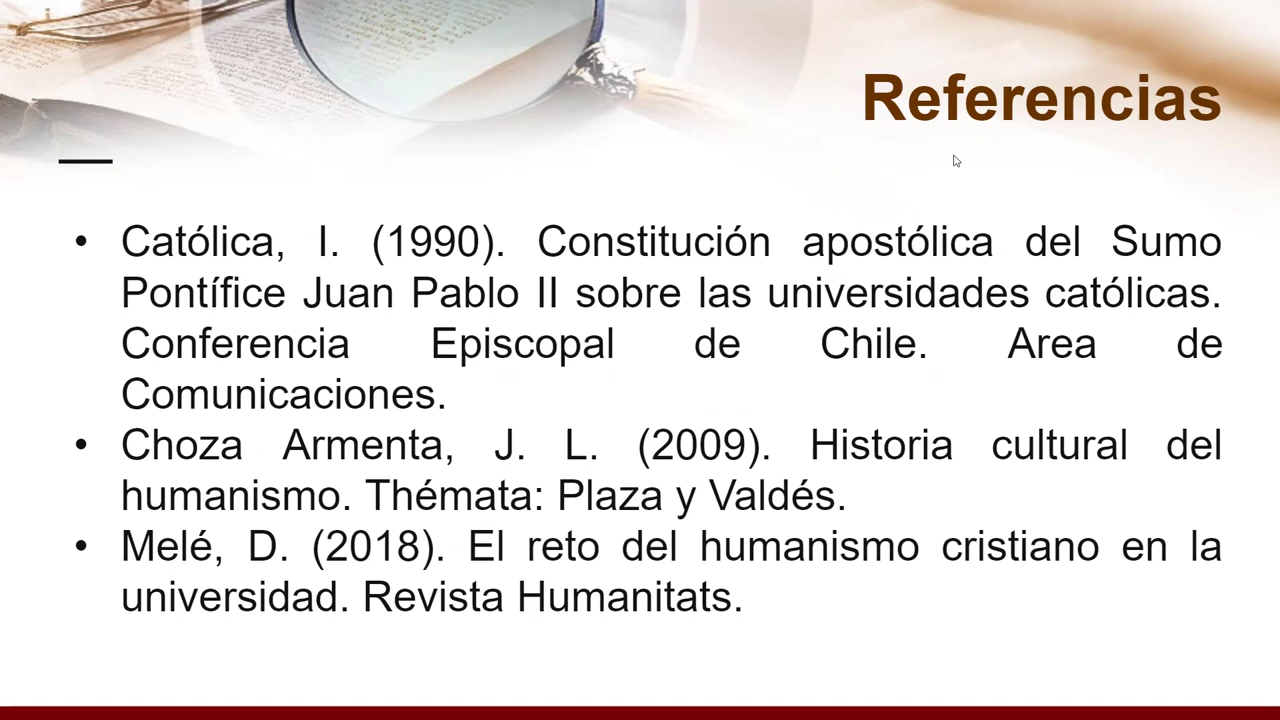 Referencias
• Católica, I. (1990). Constitución apostólica del Sumo
Pontífice Juan Pablo II sobre las universidades católicas.
Conferencia Episcopal de Chile. Area de
Comunicaciones.
• Choza Armenta, J. L. (2009). Historia cultural del
humanismo. Thémata: Plaza y Valdés.
• Melé, D. (2018). El reto del humanismo cristiano en la
universidad. Revista Humanitats.